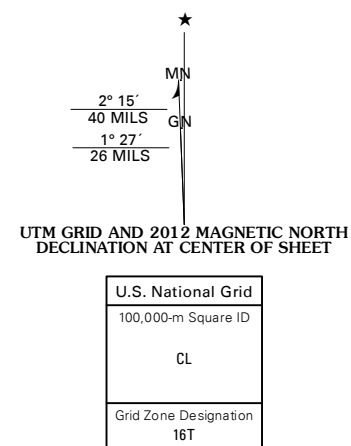 ★
MN
2° 15´
40 MILS
GN
1° 27´
26 MILS
UTM GRID AND 2012 MAGNETIC NORTH
DECLINATION AT CENTER OF SHEET
U.S. National Grid
100,000-m Square ID
CL
Grid Zone Designation
16T